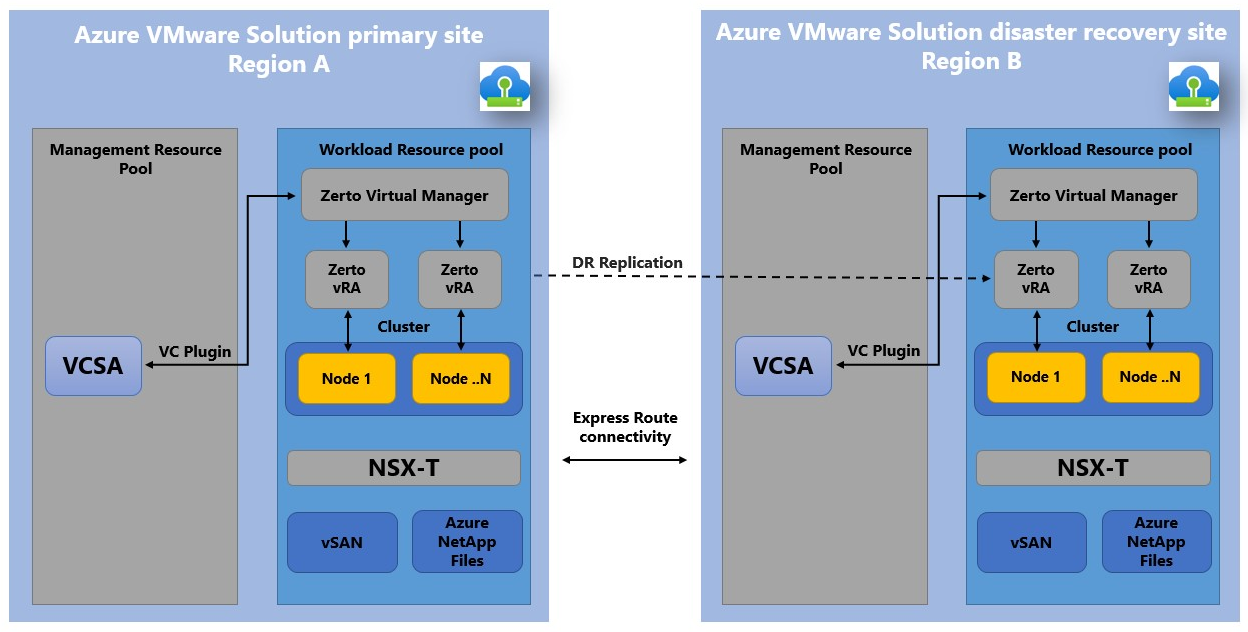 Azure VMware Solution primary site
Region A
Management Resource
Pool
Workload Resource pool
Zerto Virtual Manager
Zerto
vRA
Zerto
vRA
Cluster
VCSA
VC Plugin
Node 1
Node ..N
NSX-T
vSAN
Azure
NetApp
Files
DR Replication
Express Route
connectivity
Azure VMware Solution disaster recovery site
Region B
Management Resource
Pool
Workload Resource pool
Zerto Virtual Manager
Zerto
vRA
Zerto
vRA
Cluster
VCSA
VC Plugin
Node 1
Node ..N
NSX-T
vSAN
Azure
NetApp
Files